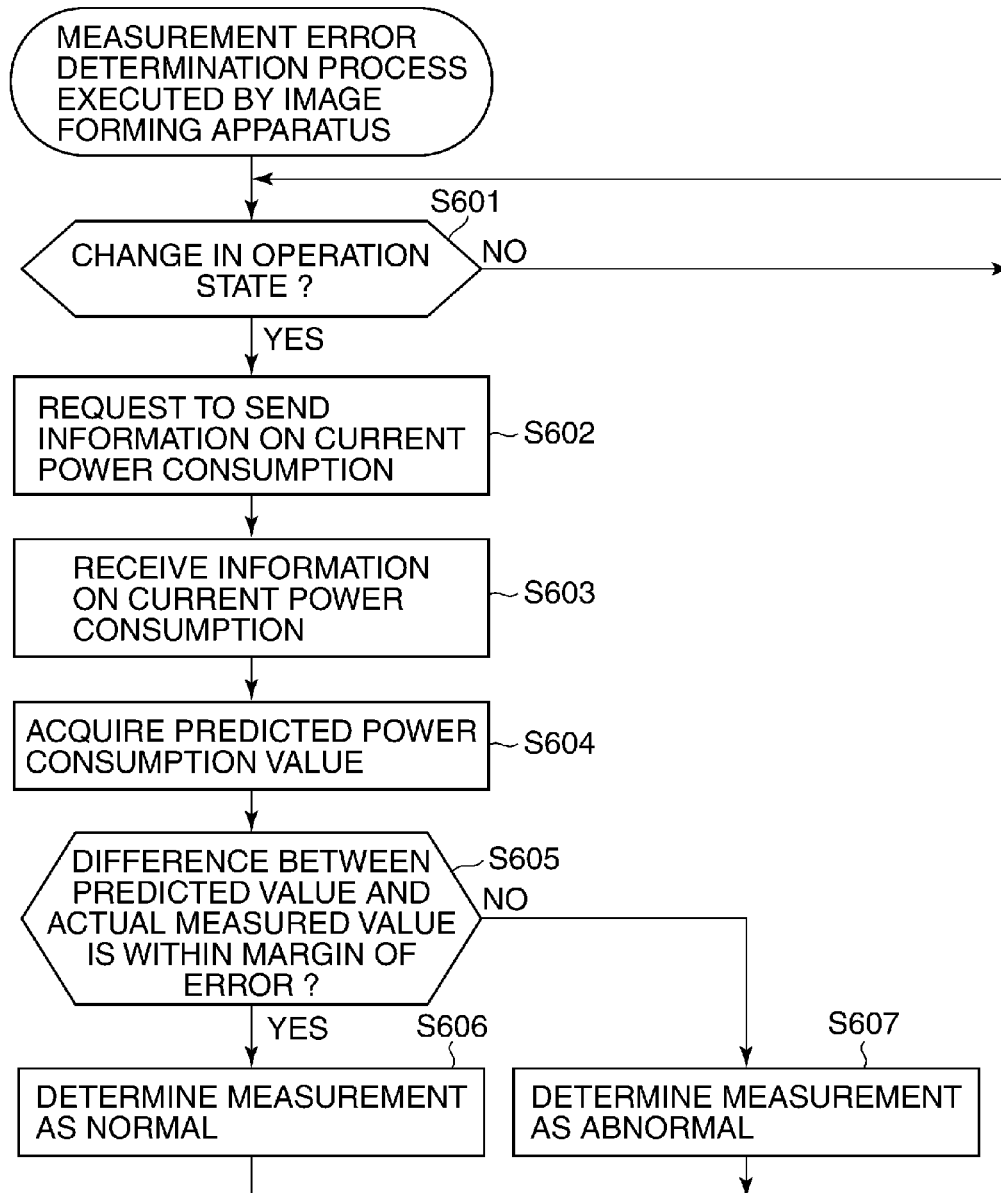 MEASUREMENT ERROR
DETERMINATION PROCESS
EXECUTED BY IMAGE
FORMING APPARATUS
S601
CHANGE IN OPERATION
STATE ?
NO
YES
REQUEST TO SEND
INFORMATION ON CURRENT
POWER CONSUMPTION
S602
RECEIVE INFORMATION
ON CURRENT POWER
CONSUMPTION
S603
ACQUIRE PREDICTED POWER
CONSUMPTION VALUE
S604
DIFFERENCE BETWEEN
PREDICTED VALUE AND
ACTUAL MEASURED VALUE
IS WITHIN MARGIN OF
ERROR ?
S605
NO
YES
S606
DETERMINE MEASUREMENT
AS NORMAL
S607
DETERMINE MEASUREMENT
AS ABNORMAL